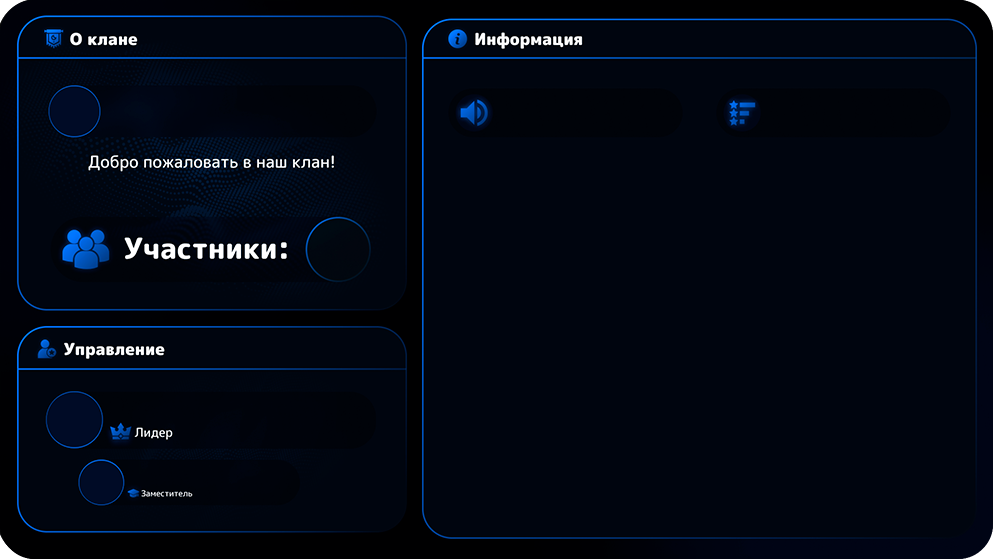 О клане
Добро пожаловать в наш клан!
Участники:
Управление
Лидер
Заместитель
Информация